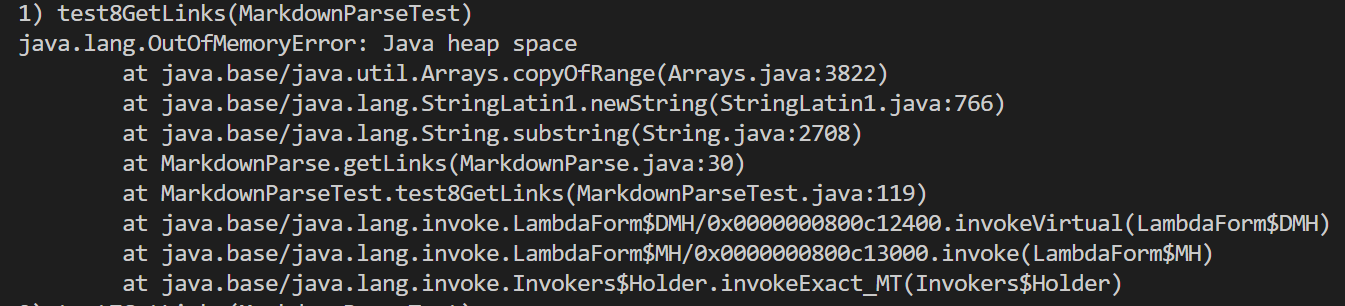 1) test8GetLinks(MarkdownParseTest)
java.lang.OutOfMemoryError: Java heap space
        at java.base/java.util.Arrays.copyOfRange(Arrays.java:3822)
        at java.base/java.lang.StringLatin1.newString(StringLatin1.java:766)
        at java.base/java.lang.String.substring(String.java:2708)
        at MarkdownParse.getLinks(MarkdownParse.java:30)
        at MarkdownParseTest.test8GetLinks(MarkdownParseTest.java:119)
        at java.base/java.lang.invoke.LambdaForm$DMH/0x0000000800c12400.invokeVirtual(LambdaForm$DMH)
        at java.base/java.lang.invoke.LambdaForm$MH/0x0000000800c13000.invoke(LambdaForm$MH)
        at java.base/java.lang.invoke.Invokers$Holder.invokeExact_MT(Invokers$Holder)